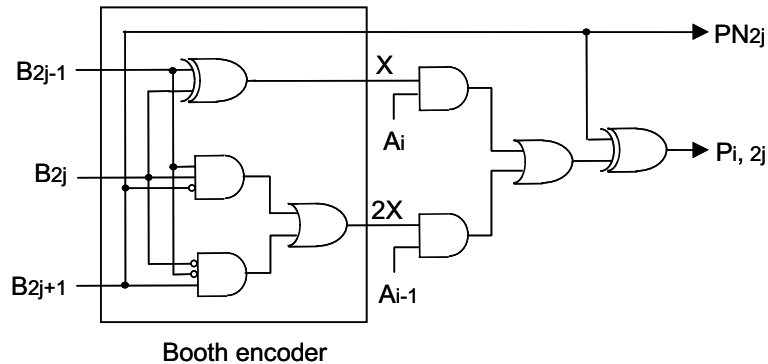 PN2j
B2j-1
X
Ai
B2j
Pi, 2j
2X
B2j+1
Ai-1
Booth encoder